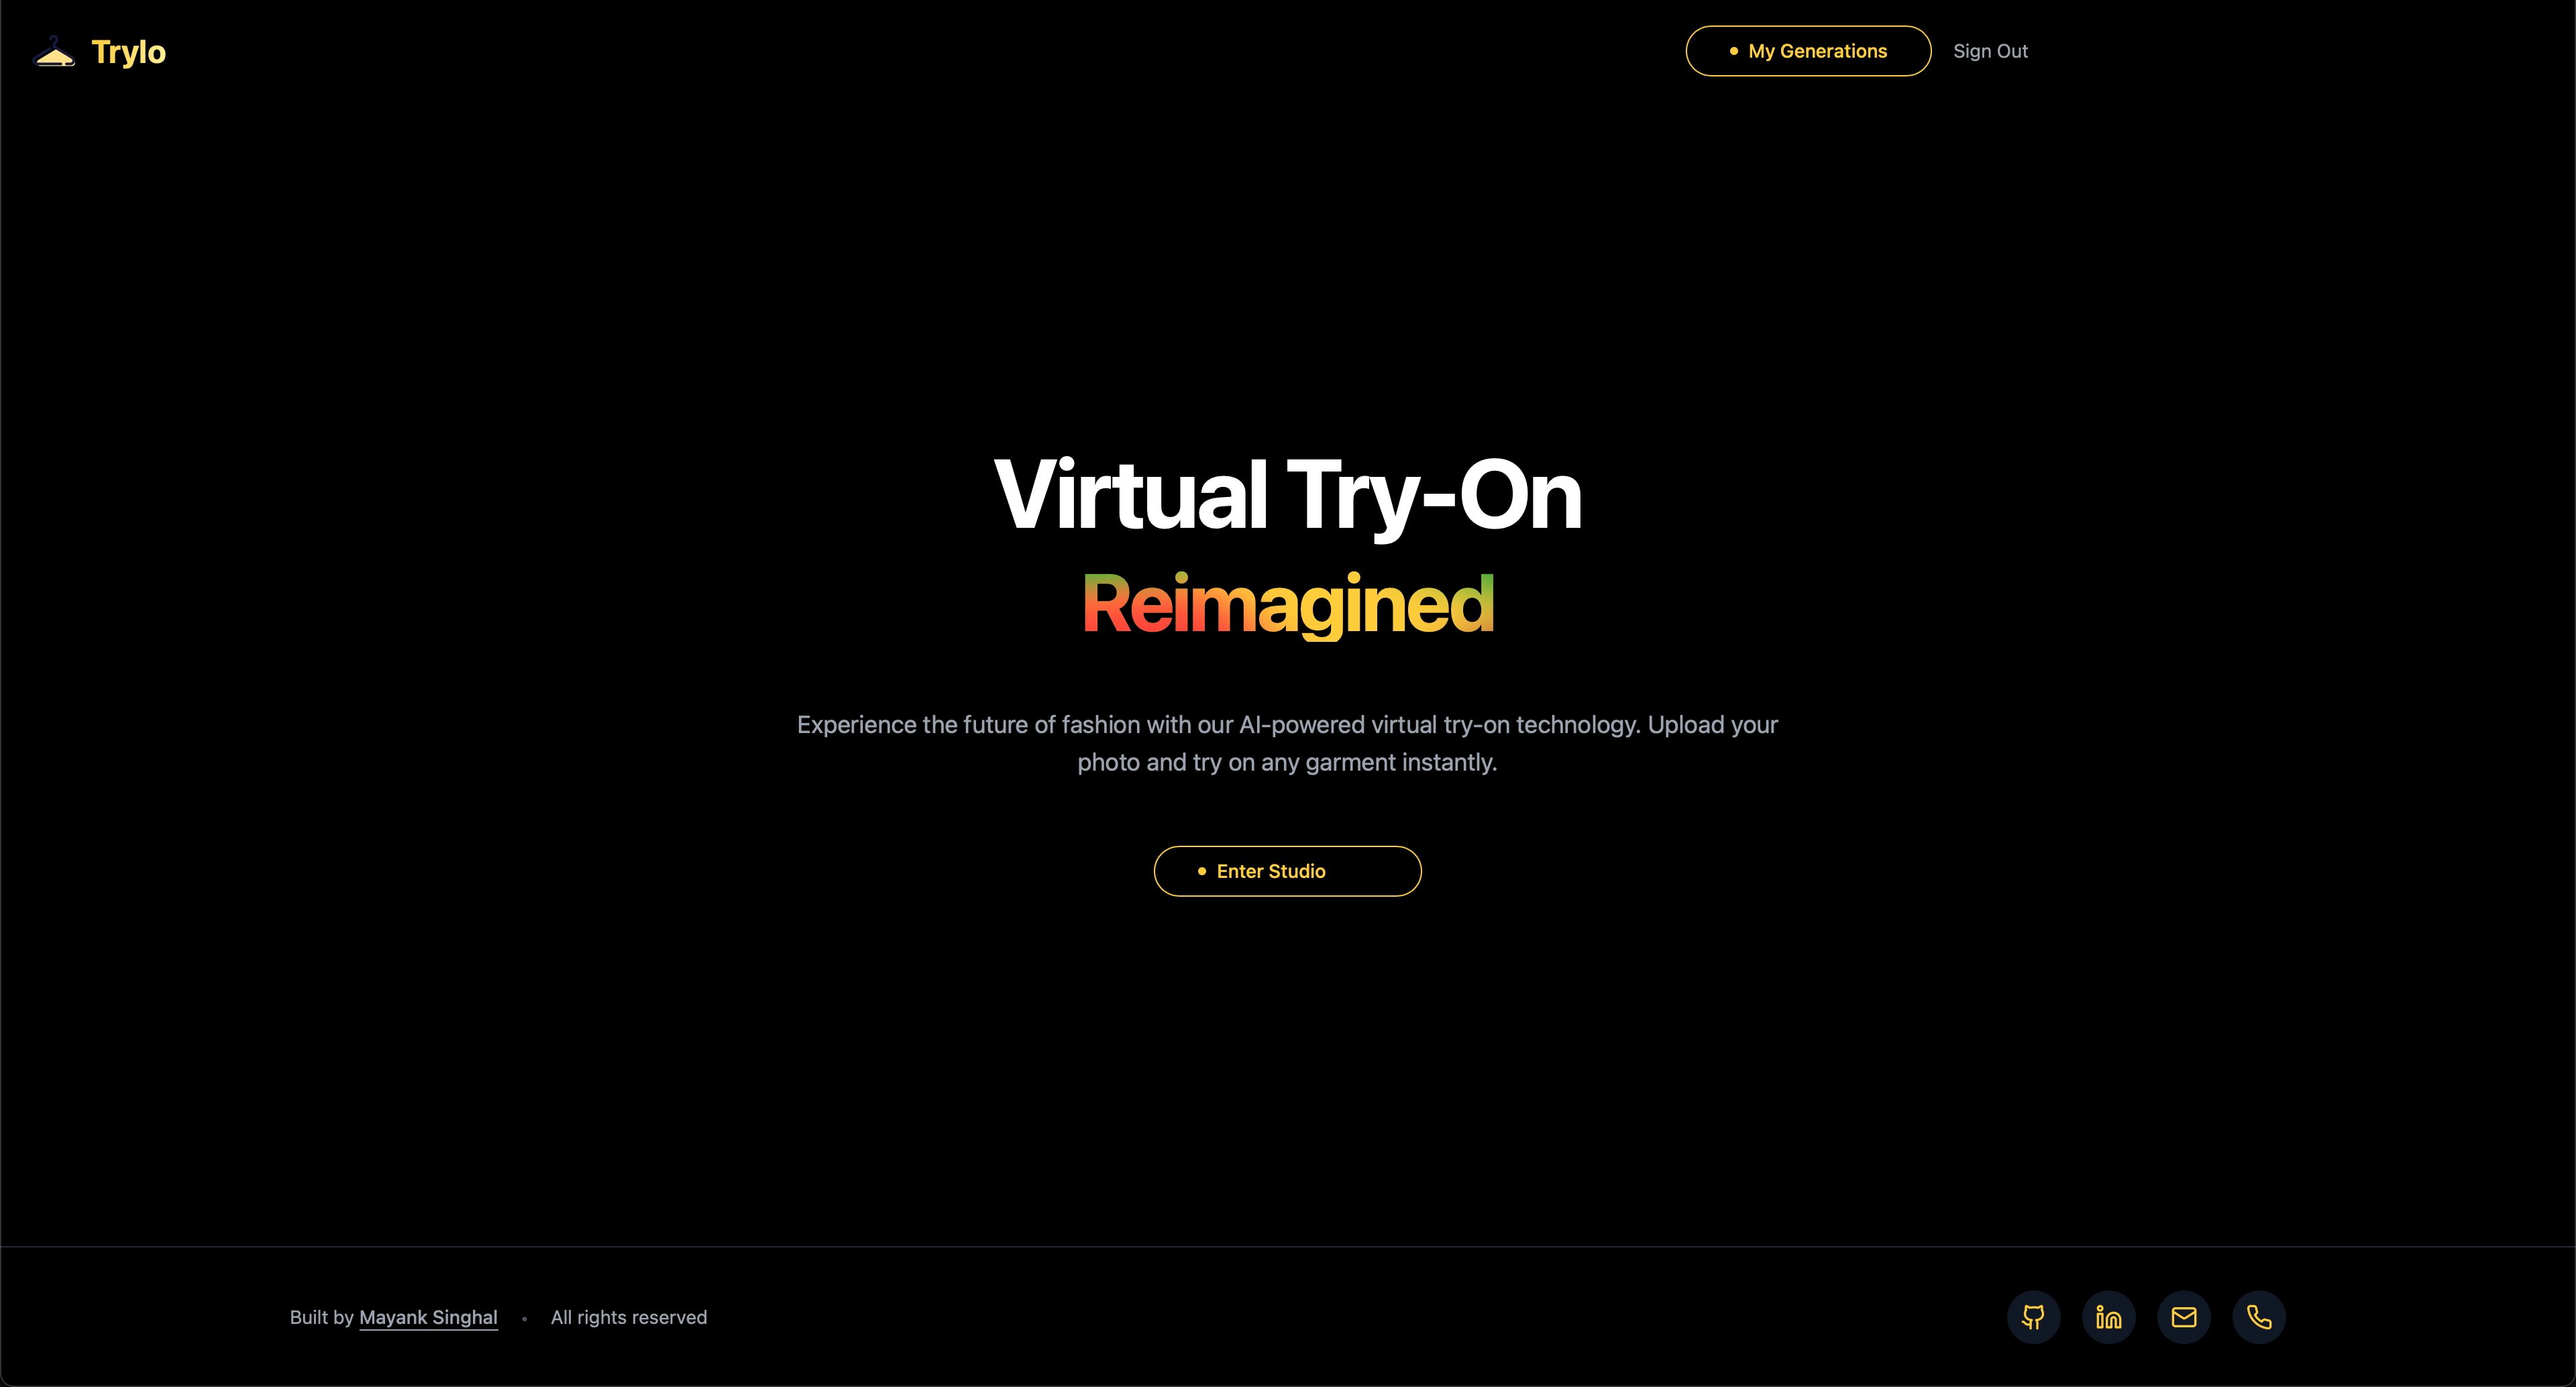 Trylo
My Generations
Sign Out
Virtual Try-On
Reimagined
Experience the future of fashion with our AI-powered virtual try-on technology. Upload your
photo and try on any garment instantly.
Enter Studio
Built by Mayank Singhal • All rights reserved